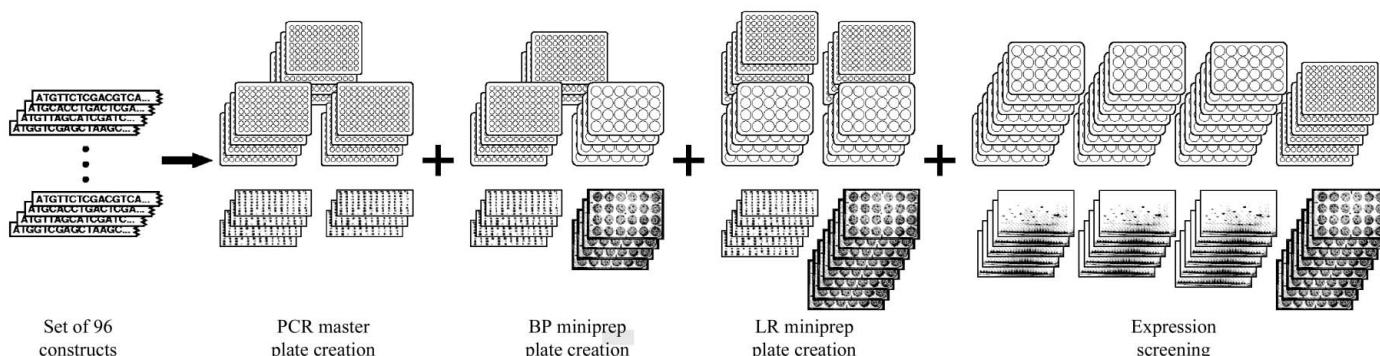 ATGTTCTCGACGTCA...
ATGCACCTGACTCGA...
ATGTTAGCATCGATC...
ATGGTCGAGCTAAGC...
ATGTTCTCGACGTCA...
ATGCACCTGACTCGA...
ATGTTAGCATCGATC...
ATGGTCGAGCTAAGC...
Set of 96
constructs
PCR master
plate creation
BP miniprep
plate creation
LR miniprep
plate creation
Expression
screening